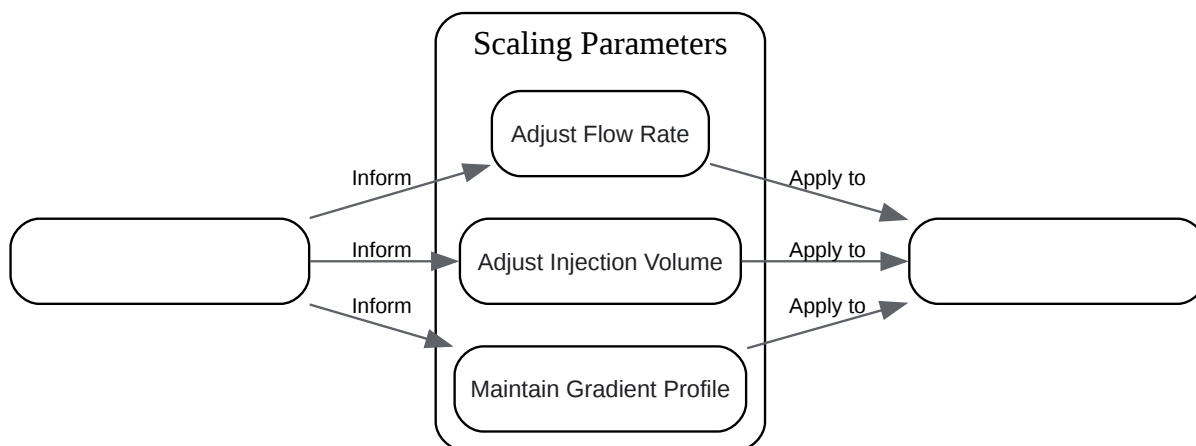 Scaling Parameters
Adjust Flow Rate
Inform
Apply to
Inform
Adjust Injection Volume
Apply to
Inform
Apply to
Maintain Gradient Profile